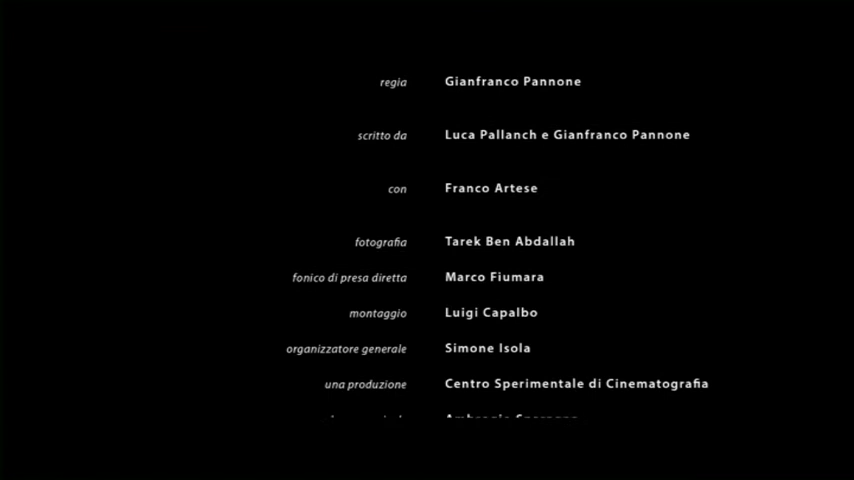 regia Gianfranco Pannone
scritto da Luca Pallanch e Gianfranco Pannone
con Franco Artese
fotografia Tarek Ben Abdallah
fonico di presa diretta Marco Fiumara
montaggio Luigi Capalbo
organizzatore generale Simone Isola
una produzione Centro Sperimentale di Cinematografia